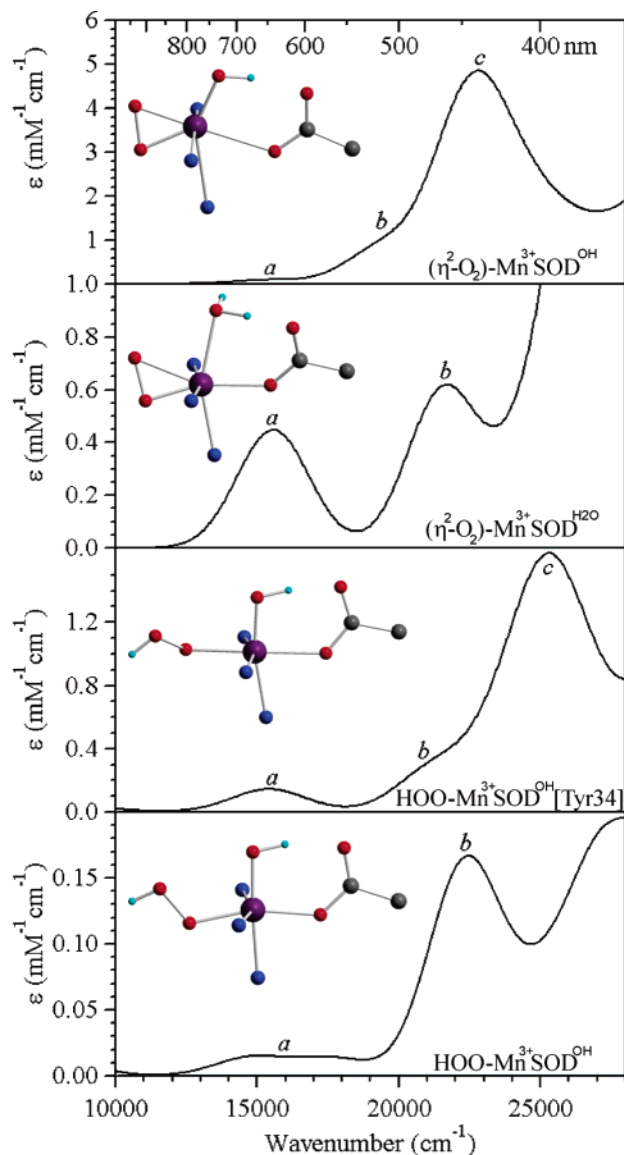 800 700 600 500 400 nm
6
5
4
3
2
1
ε (mM⁻¹ cm⁻¹)
a
b
c
(η²-O₂)-Mn³⁺SOD^OH
1.0
0.8
0.6
0.4
0.2
0.0
ε (mM⁻¹ cm⁻¹)
a
b
(η²-O₂)-Mn³⁺SOD^H2O
1.2
0.8
0.4
0.0
ε (mM⁻¹ cm⁻¹)
a
b
c
HOO-Mn³⁺SOD^OH[Tyr34]
0.15
0.10
0.05
0.00
ε (mM⁻¹ cm⁻¹)
a
b
HOO-Mn³⁺SOD^OH
10000 15000 20000 25000
Wavenumber (cm⁻¹)